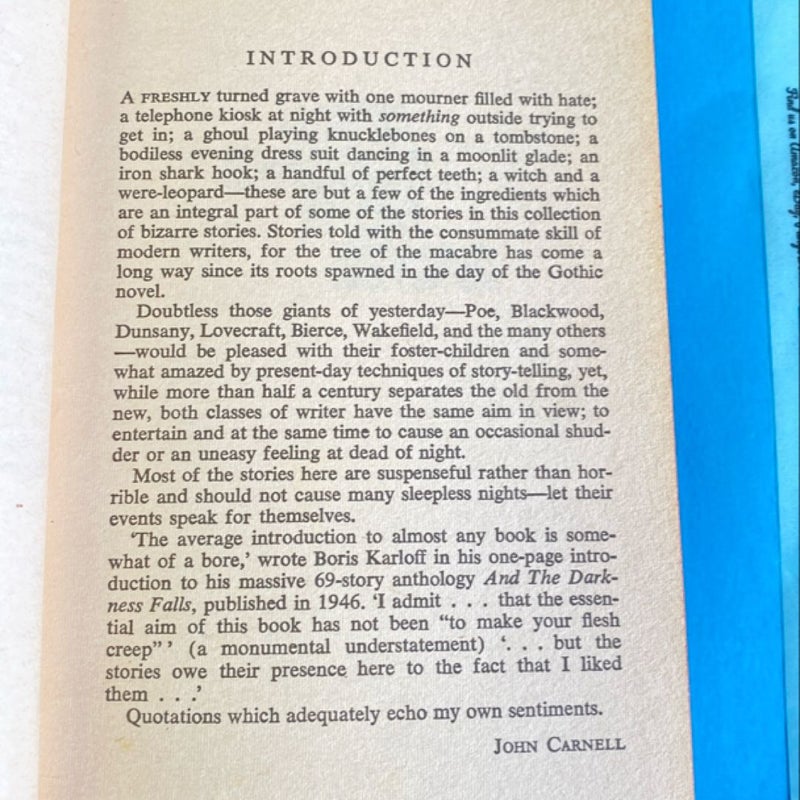 INTRODUCTION
A FRESHLY turned grave with one mourner filled with hate;
a telephone kiosk at night with something outside trying to
get in; a ghoul playing knucklebones on a tombstone; a
bodiless evening dress suit dancing in a moonlit glade; an
iron shark hook; a handful of perfect teeth; a witch and a
were-leopard—these are but a few of the ingredients which
are an integral part of some of the stories in this collection
of bizarre stories. Stories told with the consummate skill of
modern writers, for the tree of the macabre has come a
long way since its roots spawned in the day of the Gothic
novel.
Doubtless those giants of yesterday—Poe, Blackwood,
Dunsany, Lovecraft, Bierce, Wakefield, and the many others
—would be pleased with their foster-children and some-
what amazed by present-day techniques of story-telling, yet,
while more than half a century separates the old from the
new, both classes of writer have the same aim in view; to
entertain and at the same time to cause an occasional shud-
der or an uneasy feeling at dead of night.
Most of the stories here are suspenseful rather than hor-
rible and should not cause many sleepless nights—let their
events speak for themselves.
‘The average introduction to almost any book is some-
what of a bore,’ wrote Boris Karloff in his one-page intro-
duction to his massive 69-story anthology And The Dark-
ness Falls, published in 1946. ‘I admit . . . that the essen-
tial aim of this book has not been “to make your flesh
creep” ’ (a monumental understatement) ‘. . . but the
stories owe their presence here to the fact that I liked
them . . .’
Quotations which adequately echo my own sentiments.
JOHN CARNELL
Find us on Amazon,